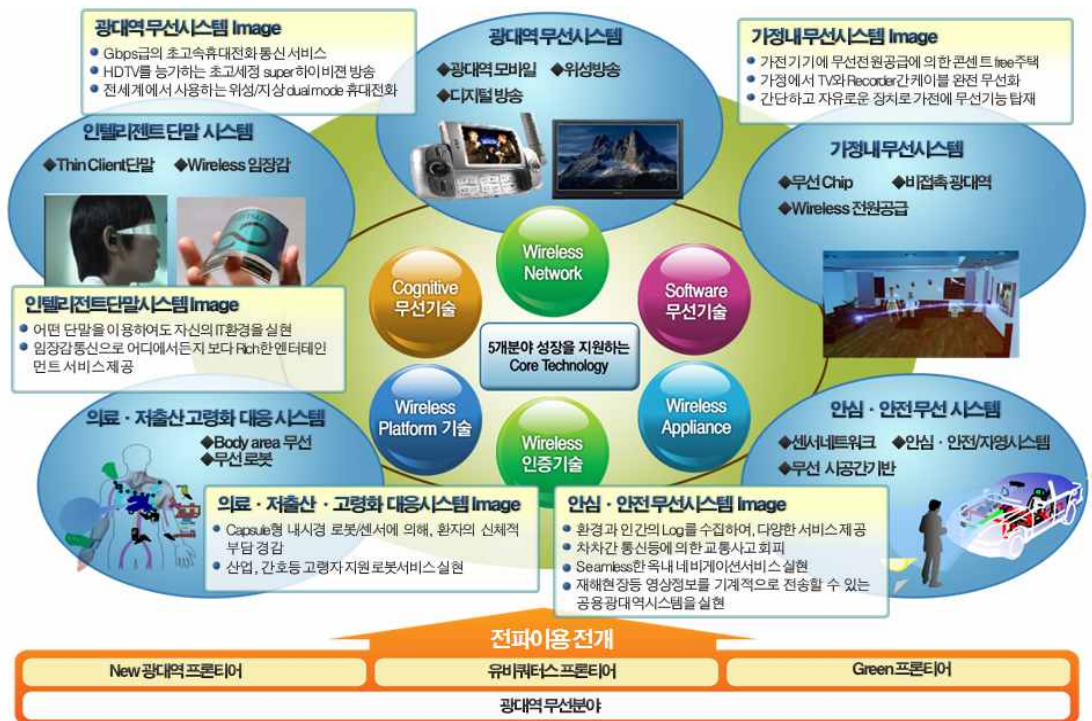 광대역 무선시스템 Image
● Gbps급의 초고속휴대전화 통신 서비스
● HDTV를 능가하는 초고세정 super하이비젼 방송
● 전세계에서 사용하는 위성/지상 dual mode 휴대전화
광대역 무선시스템
◆광대역 모바일 ◆위성방송
◆디지털 방송
가정내 무선시스템 Image
● 가전기기에 무선전원공급에 의한 콘센트 free주택
● 가정에서 TV와 Recorder간 케이블 완전 무선화
● 간단하고 자유로운 장치로 가전에 무선기능 탑재
인텔리젠트 단말 시스템
◆Thin Client단말 ◆Wireless 임장감
가정내 무선시스템
◆무선 Chip ◆비접촉 광대역
◆Wireless 전원공급
인텔리전트단말시스템 Image
● 어떤 단말을 이용하여도 자신의 IT환경을 실현
● 임장감통신으로 어디에서든지 보다 Rich한 엔터테인
먼트 서비스 제공
Wireless
Network
Cognitive
무선기술
Software
무선기술
5개분야 성장을 지원하는
Core Technology
Wireless
Platform 기술
Wireless
인증기술
Wireless
Appliance
의료 · 저출산 고령화 대응 시스템
◆Body area 무선
◆무선 로봇
안심 · 안전 무선 시스템
◆센서네트워크 ◆안심 · 안전/자영시스템
◆무선 시공간기반
의료 · 저출산 · 고령화 대응시스템 Image
● Capsule형 내시경 로봇/센서에 의해, 환자의 신체적
부담 경감
● 산업, 간호등 고령자 지원 로봇서비스 실현
안심 · 안전 무선시스템 Image
● 환경과 인간의 Log를 수집하여, 다양한 서비스 제공
● 차차간 통신등에 의한 교통사고 회피
● Seamless한 옥내 네비게이션서비스 실현
● 재해현장등 영상정보를 기계적으로 전송할 수 있는
공용광대역시스템을 실현
전파이용 전개
New 광대역 프론티어
유비쿼터스 프론티어
Green 프론티어
광대역 무선분야